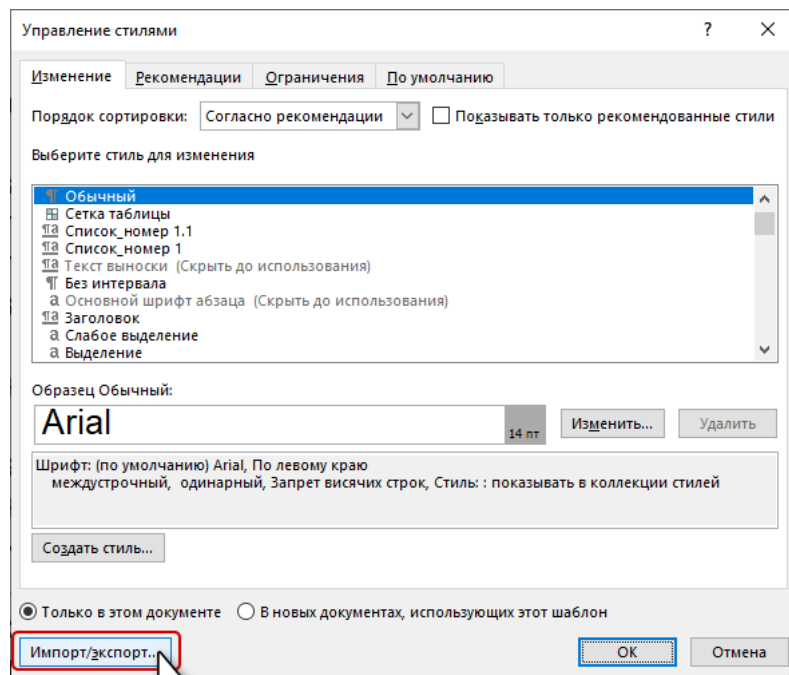 Управление стилями ?
Изменение Рекомендации Ограничения По умолчанию
Порядок сортировки: Согласно рекомендации Показывать только рекомендованные стили
Выберите стиль для изменения
¶ Обычный
Сетка таблицы
¶a Список_номер 1.1
¶a Список_номер 1
¶a Текст выноски (Скрыть до использования)
¶ Без интервала
a Основной шрифт абзаца (Скрыть до использования)
¶a Заголовок
a Слабое выделение
a Выделение
Образец Обычный:
Arial 14 пт Изменить... Удалить
Шрифт: (по умолчанию) Arial, По левому краю
междустрочный, одинарный, Запрет висячих строк, Стиль: : показывать в коллекции стилей
Создать стиль...
Только в этом документе В новых документах, использующих этот шаблон
Импорт/экспорт... ОК Отмена